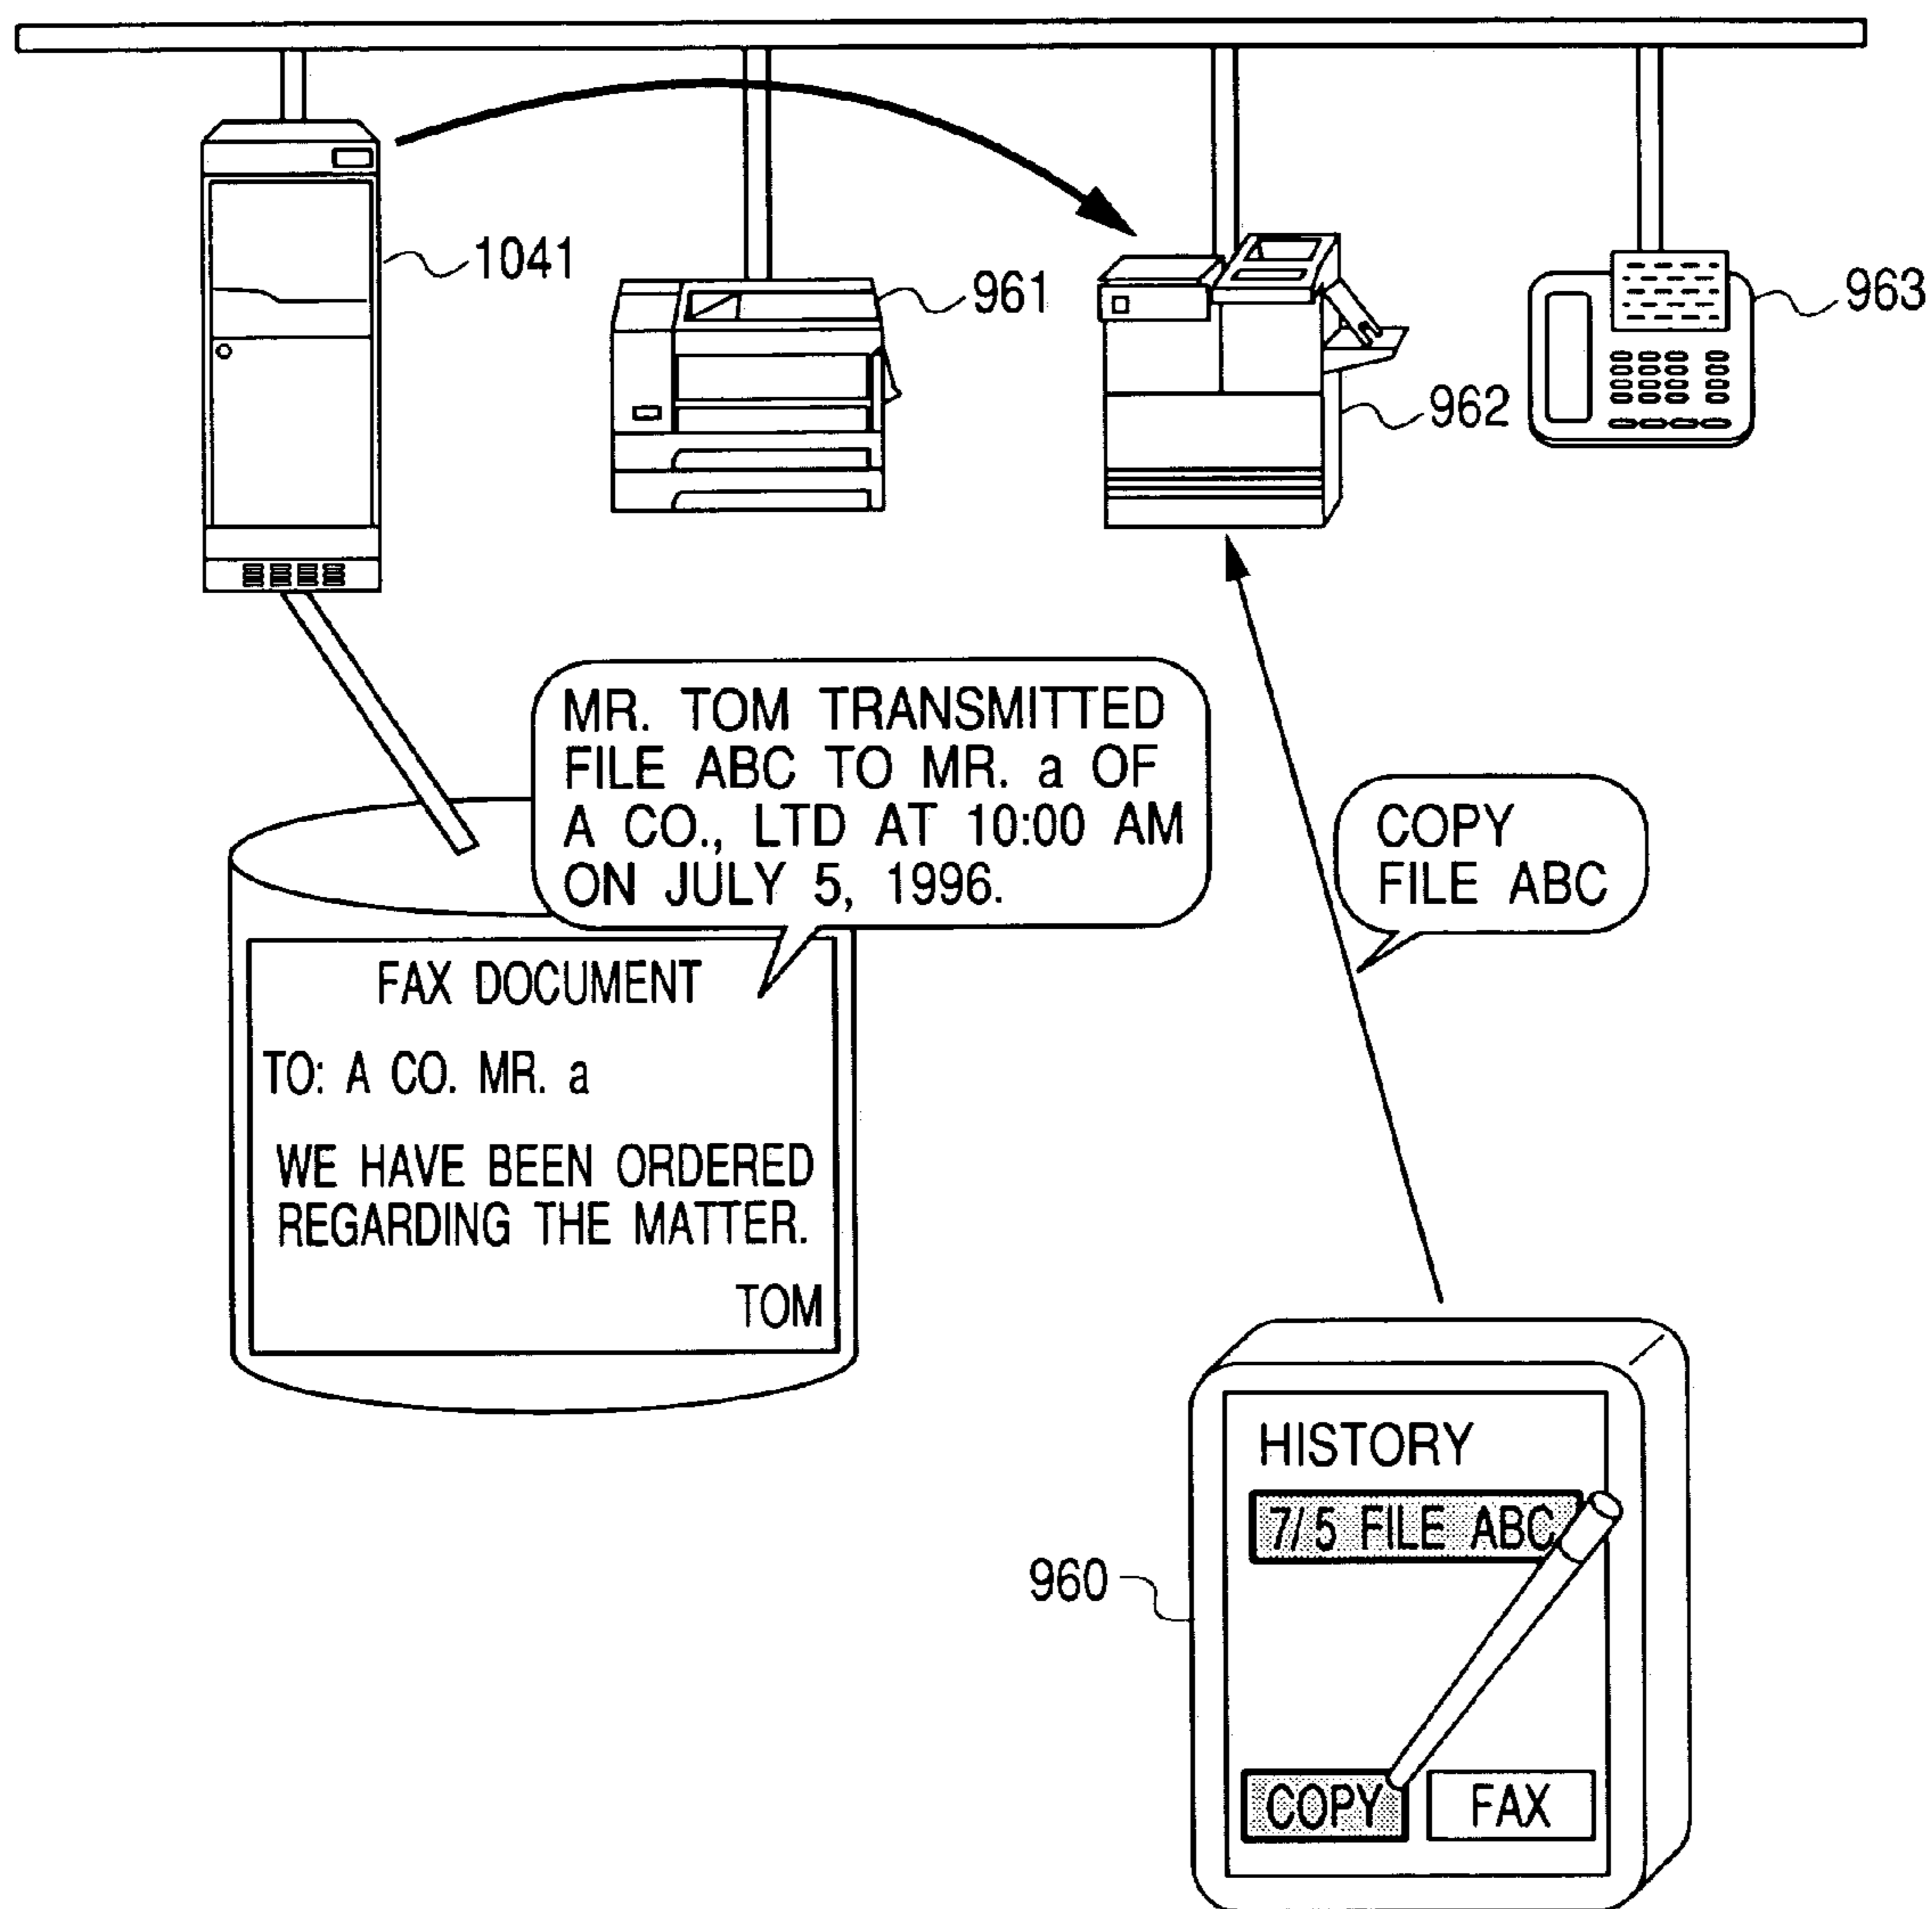 1041
961
962
963
MR. TOM TRANSMITTED
FILE ABC TO MR. a OF
A CO., LTD AT 10:00 AM
ON JULY 5, 1996.
COPY
FILE ABC
FAX DOCUMENT
TO: A CO. MR. a
WE HAVE BEEN ORDERED
REGARDING THE MATTER.
TOM
960
HISTORY
7/5 FILE ABC
COPY
FAX